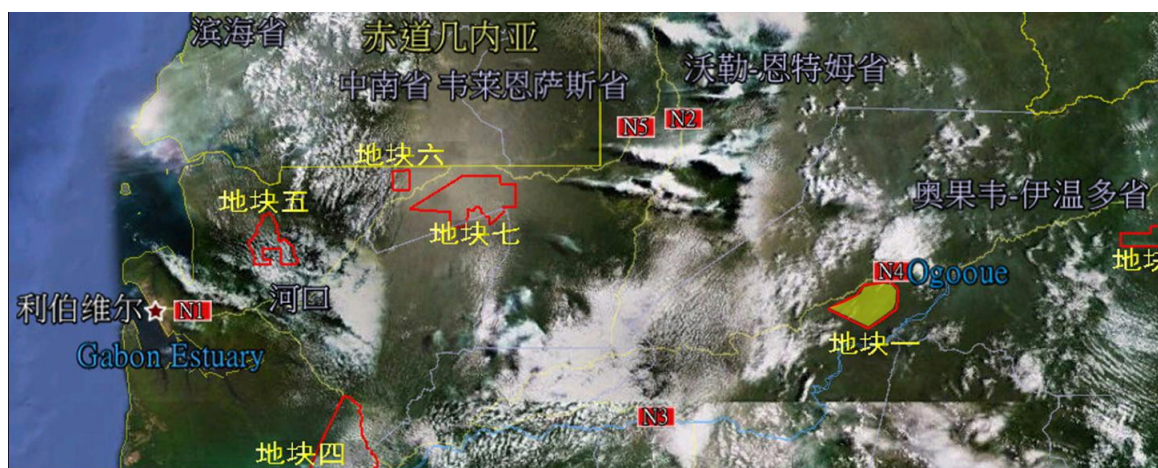 滨海省
赤道几内亚
中南省 韦莱恩萨斯省
沃勒-恩特姆省
N5
N2
地块六
地块五
地块七
奥果韦-伊温多省
地块
N4
Ogooue
利伯维尔
N1
河口
Gabon Estuary
地块一
N3
地块四